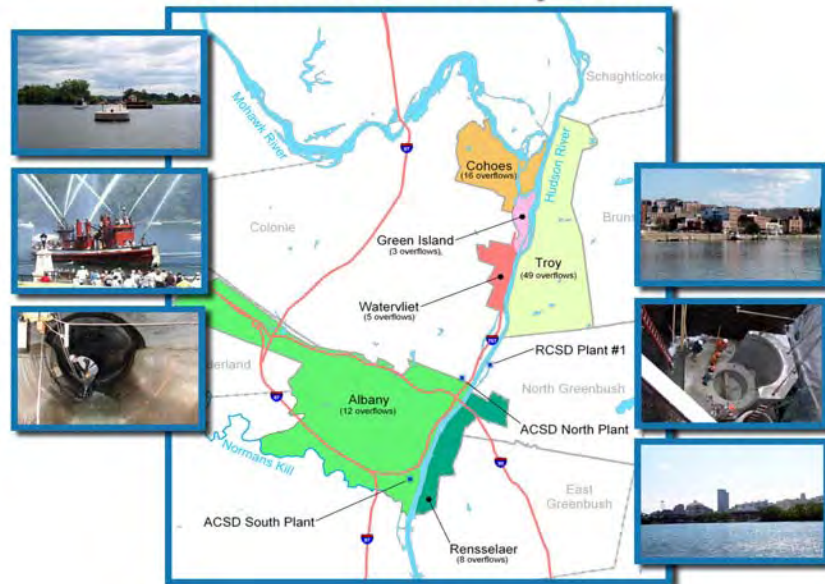 Schaghticoke
Mohawk River
87
Cohoes
(16 overflows)
Hudson River
Colonie
Green Island
(3 overflows)
Troy
(49 overflows)
Watervliet
(5 overflows)
RCSD Plant #1
North Greenbush
Albany
(12 overflows)
ACSD North Plant
Normans Kill
East
Greenbush
ACSD South Plant
Rensselaer
(8 overflows)